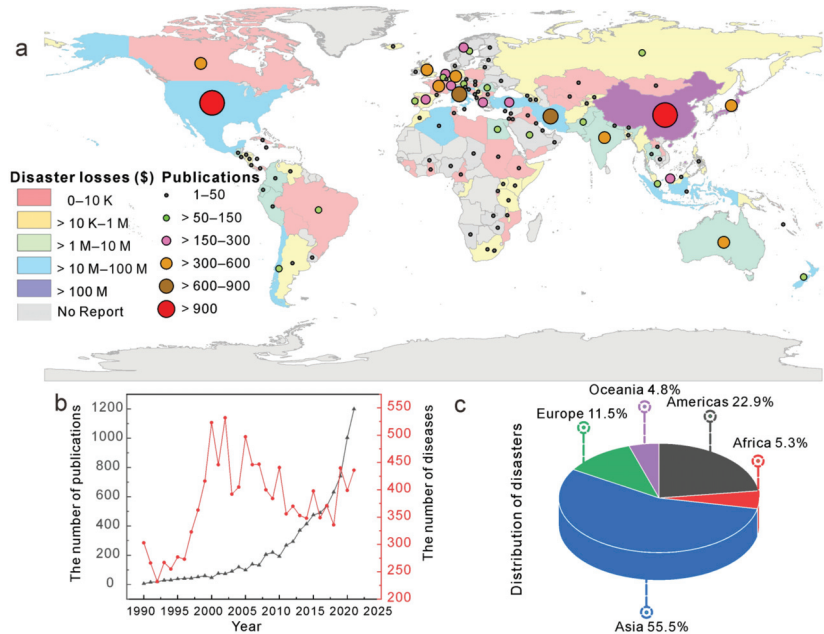 a
Disaster losses ($)
0–10 K
> 10 K–1 M
> 1 M–10 M
> 10 M–100 M
> 100 M
No Report
Publications
1–50
> 50–150
> 150–300
> 300–600
> 600–900
> 900
b
The number of publications
1200
1000
800
600
400
200
0
550
500
450
400
350
300
250
200
The number of diseases
1990 1995 2000 2005 2010 2015 2020 2025
Year
c
Distribution of disasters
Oceania 4.8%
Americas 22.9%
Europe 11.5%
Africa 5.3%
Asia 55.5%